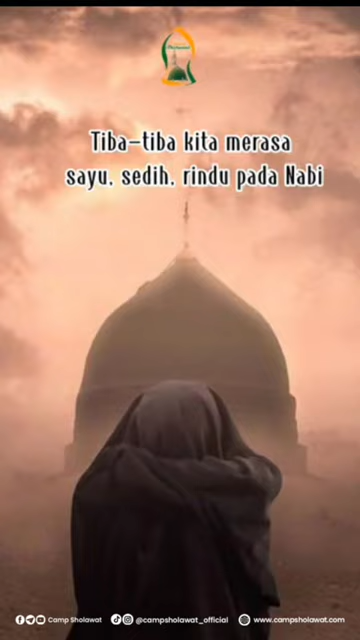 Tiba-tiba kita merasa
sayu, sedih, rindu pada Nabi
Camp Sholawat @campsholawat_official www.campsholawat.com